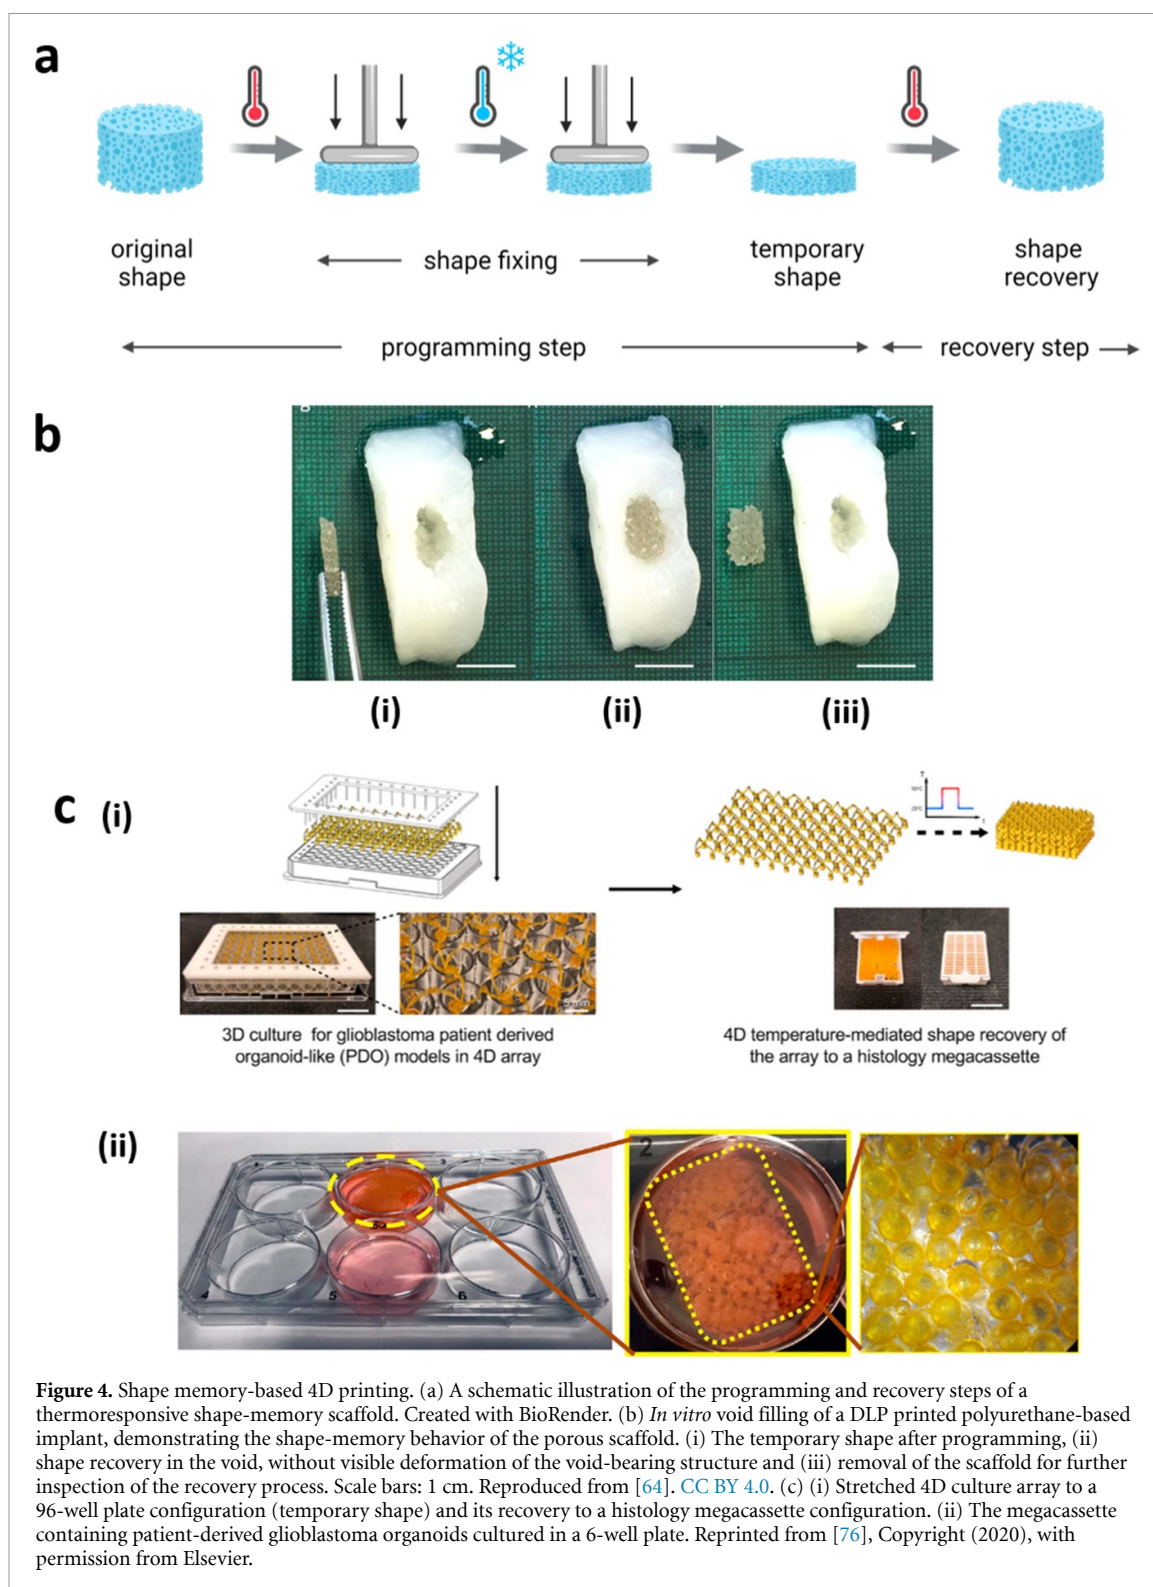 a
original
shape
shape fixing
temporary
shape
shape
recovery
programming step
recovery step
b
(i)
(ii)
(iii)
c
(i)
T
50°C
t
5 mm
3D culture for glioblastoma patient derived
organoid-like (PDO) models in 4D array
4D temperature-mediated shape recovery of
the array to a histology megacassette
(ii)
2
4
5
6
Figure 4. Shape memory-based 4D printing. (a) A schematic illustration of the programming and recovery steps of a
thermoresponsive shape-memory scaffold. Created with BioRender. (b) In vitro void filling of a DLP printed polyurethane-based
implant, demonstrating the shape-memory behavior of the porous scaffold. (i) The temporary shape after programming, (ii)
shape recovery in the void, without visible deformation of the void-bearing structure and (iii) removal of the scaffold for further
inspection of the recovery process. Scale bars: 1 cm. Reproduced from [64]. CC BY 4.0. (c) (i) Stretched 4D culture array to a
96-well plate configuration (temporary shape) and its recovery to a histology megacassette configuration. (ii) The megacassette
containing patient-derived glioblastoma organoids cultured in a 6-well plate. Reprinted from [76], Copyright (2020), with
permission from Elsevier.